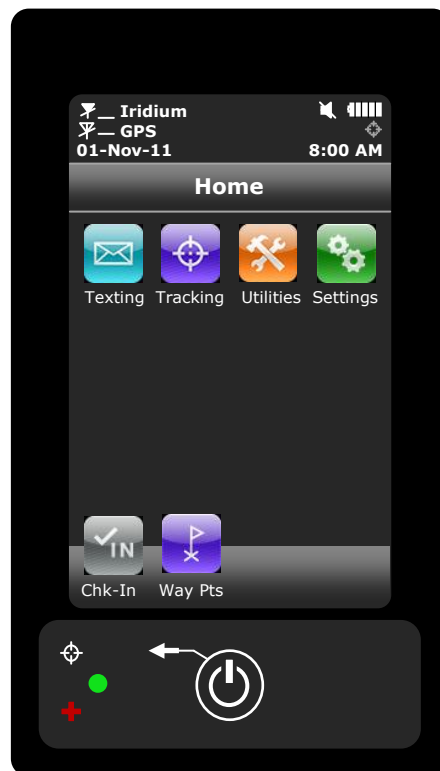 Iridium
GPS
01-Nov-11 8:00 AM
Home
Texting Tracking Utilities Settings
IN
Chk-In Way Pts